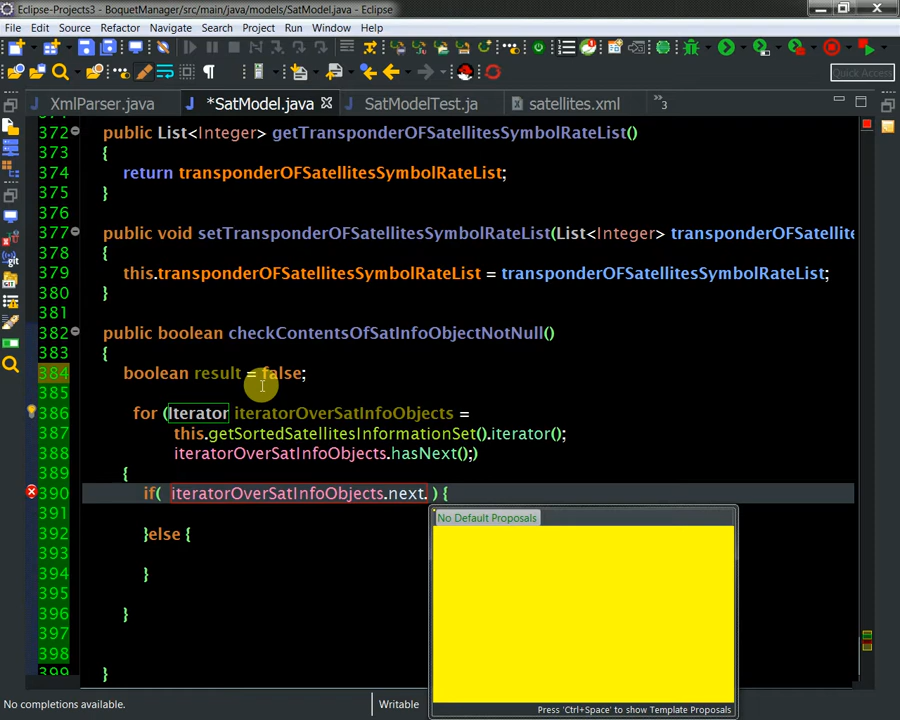 Eclipse-Projects3 - BoquetManager/src/main/java/models/SatModel.java - Eclipse
File Edit Source Refactor Navigate Search Project Run Window Help
Quick Access
XmlParser.java *SatModel.java SatModelTest.ja satellites.xml »3
372 public List<Integer> getTransponderOFSatellitesSymbolRateList()
373 {
374 return transponderOFSatellitesSymbolRateList;
375 }
376
377 public void setTransponderOFSatellitesSymbolRateList(List<Integer> transponderOFSatellite
378 {
379 this.transponderOFSatellitesSymbolRateList = transponderOFSatellitesSymbolRateList;
380 }
381
382 public boolean checkContentsOfSatInfoObjectNotNull()
383 {
384 boolean result = false;
385
386 for (Iterator iteratorOverSatInfoObjects =
387 this.getSortedSatellitesInformationSet().iterator();
388 iteratorOverSatInfoObjects.hasNext();)
389 {
390 if( iteratorOverSatInfoObjects.next. ) {
391
392 }else {
393
394 }
395
396 }
397
398
399 }
No Default Proposals
Press 'Ctrl+Space' to show Template Proposals
No completions available.
Writable